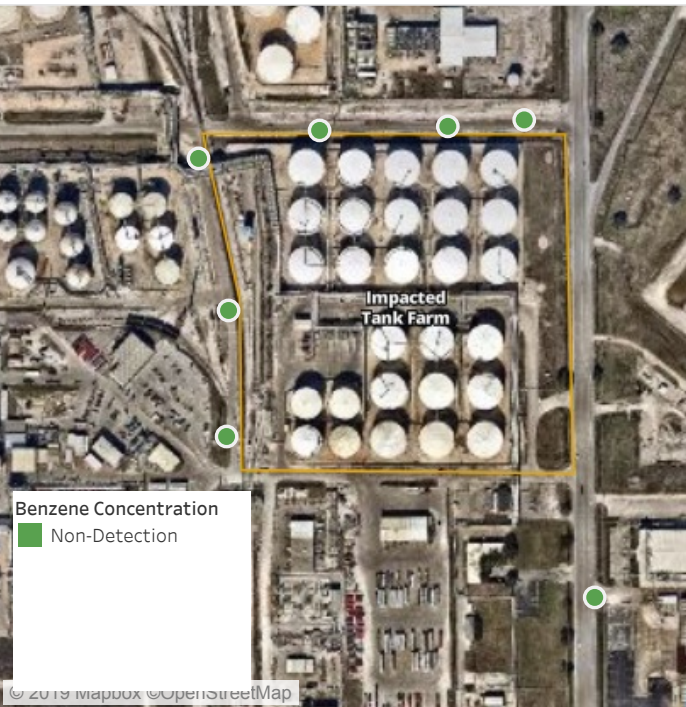 Impacted
Tank Farm
Benzene Concentration
Non-Detection
© 2019 Mapbox ©OpenStreetMap